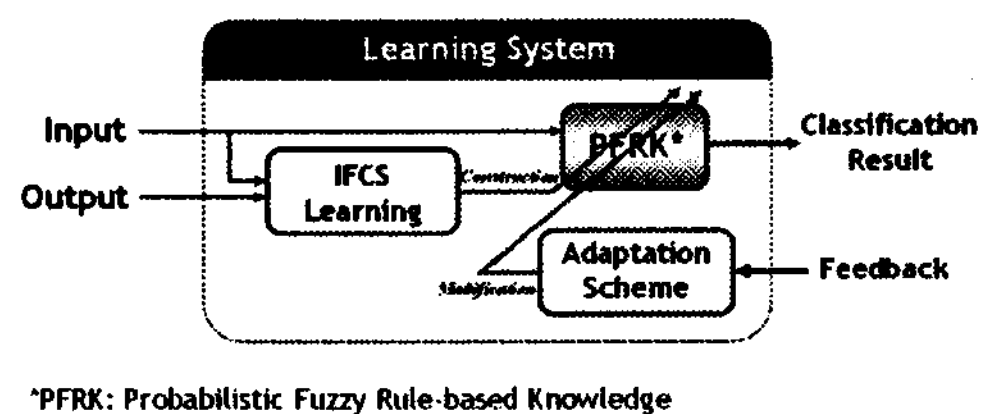 Learning System
Input
Output
IFCS
Learning
Construction
PFRK*
Classification
Result
Modification
Adaptation
Scheme
Feedback
*PFRK: Probabilistic Fuzzy Rule-based Knowledge